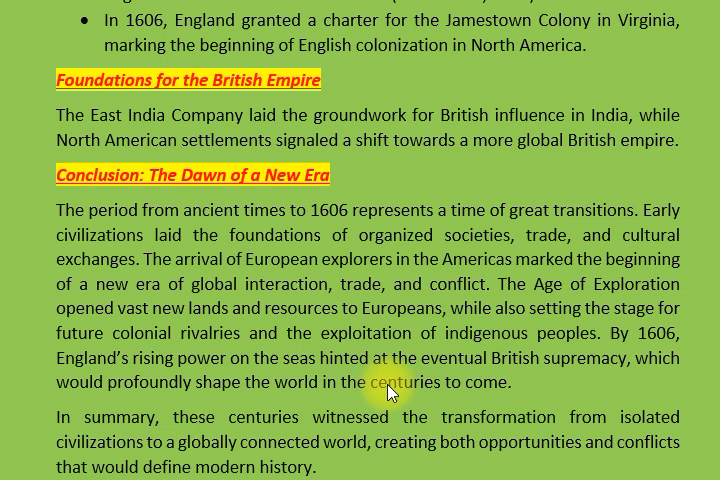 • In 1606, England granted a charter for the Jamestown Colony in Virginia,
marking the beginning of English colonization in North America.
Foundations for the British Empire
The East India Company laid the groundwork for British influence in India, while
North American settlements signaled a shift towards a more global British empire.
Conclusion: The Dawn of a New Era
The period from ancient times to 1606 represents a time of great transitions. Early
civilizations laid the foundations of organized societies, trade, and cultural
exchanges. The arrival of European explorers in the Americas marked the beginning
of a new era of global interaction, trade, and conflict. The Age of Exploration
opened vast new lands and resources to Europeans, while also setting the stage for
future colonial rivalries and the exploitation of indigenous peoples. By 1606,
England’s rising power on the seas hinted at the eventual British supremacy, which
would profoundly shape the world in the centuries to come.
In summary, these centuries witnessed the transformation from isolated
civilizations to a globally connected world, creating both opportunities and conflicts
that would define modern history.